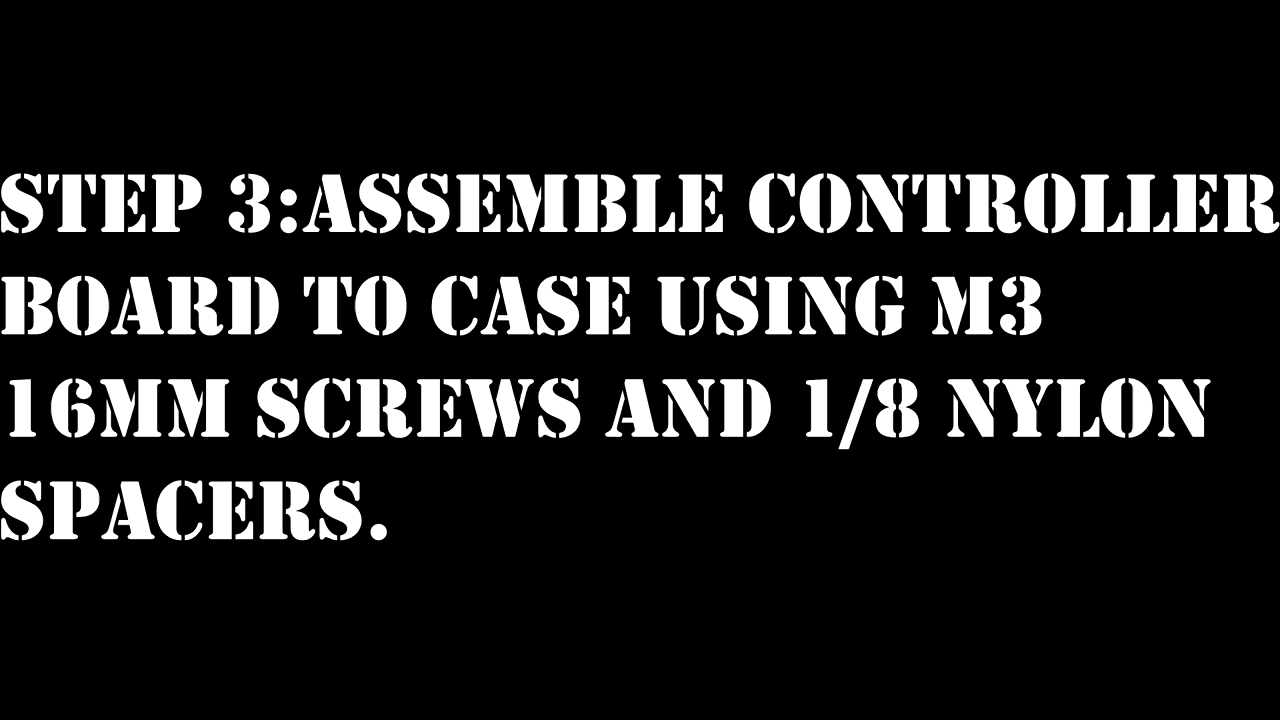 STEP 3:ASSEMBLE CONTROLLER
BOARD TO CASE USING M3
16MM SCREWS AND 1/8 NYLON
SPACERS.